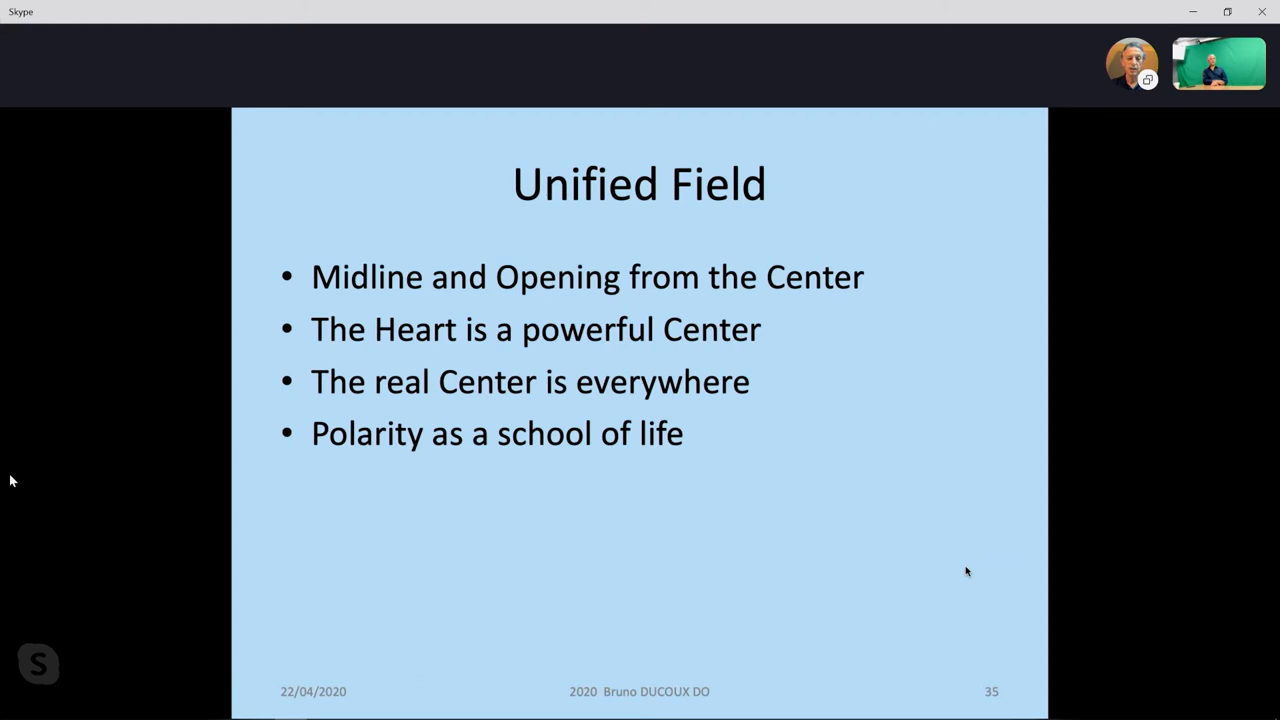 Skype
Unified Field
• Midline and Opening from the Center
• The Heart is a powerful Center
• The real Center is everywhere
• Polarity as a school of life
S
22/04/2020 2020 Bruno DUCOUX DO 35